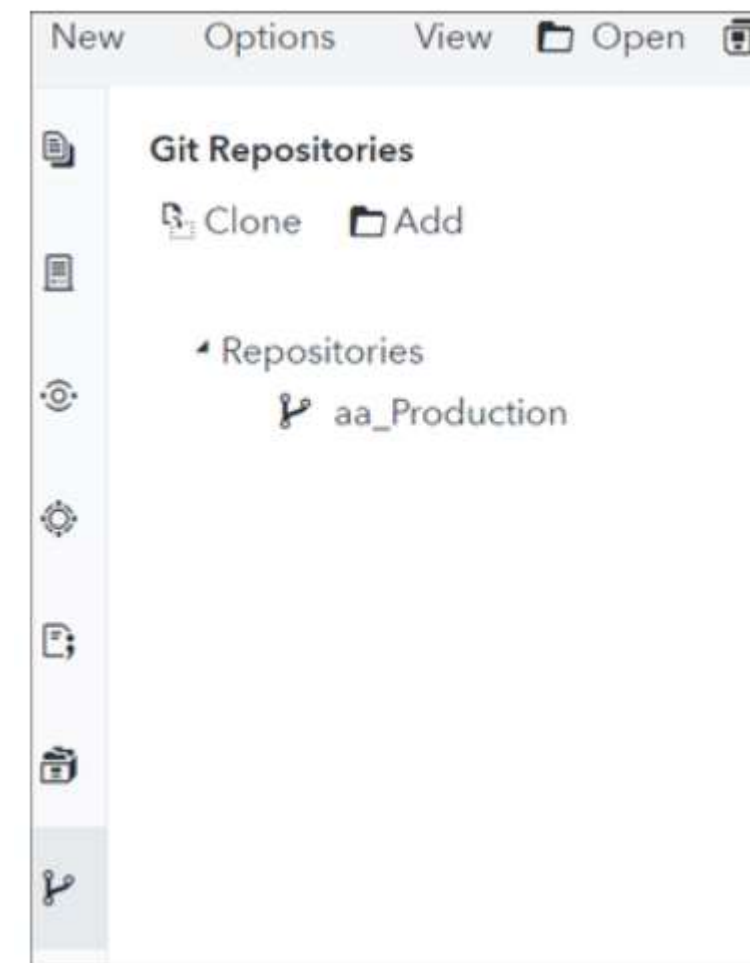 New Options View Open
Git Repositories
Clone Add
Repositories
aa_Production